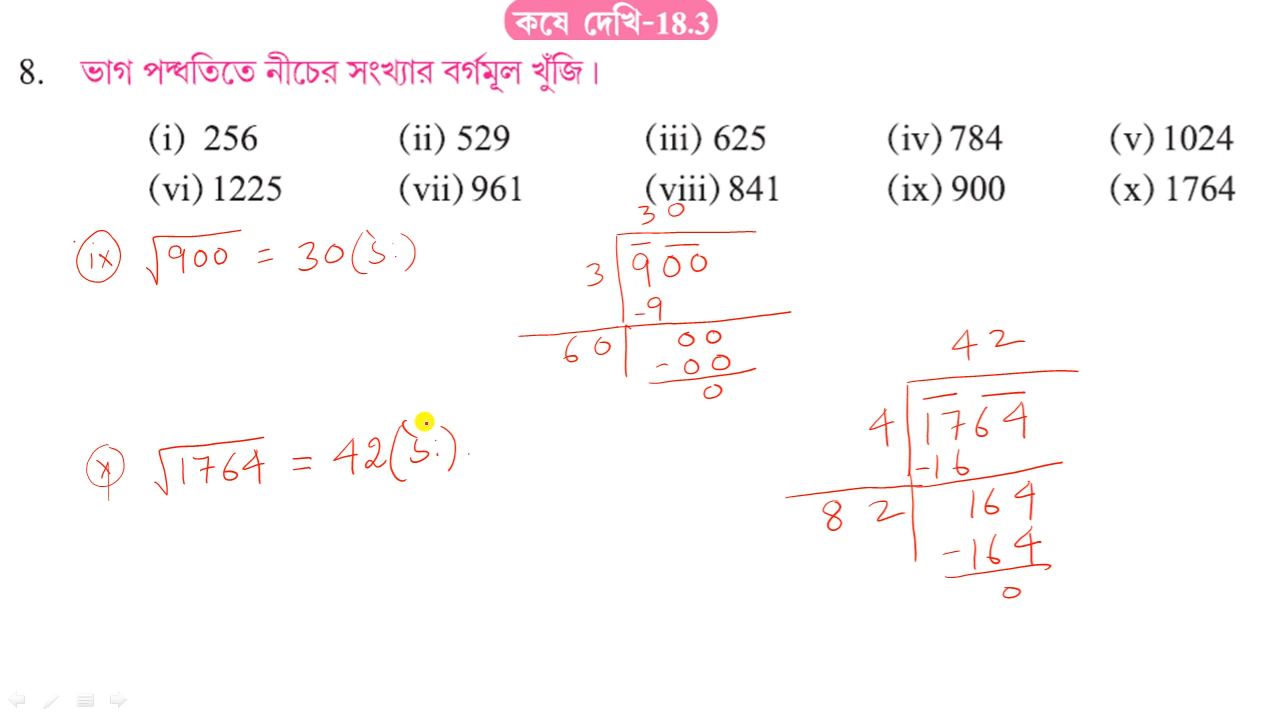 কষে দেখি-18.3
8. ভাগ পদ্ধতিতে নীচের সংখ্যার বর্গমূল খুঁজি।
(i) 256 (ii) 529 (iii) 625 (iv) 784 (v) 1024
(vi) 1225 (vii) 961 (viii) 841 (ix) 900 (x) 1764
ix √900 = 30
30
3 900
-9
60 00
-00
0
x √1764 = 42
42
4 1764
-16
82 164
-164
0